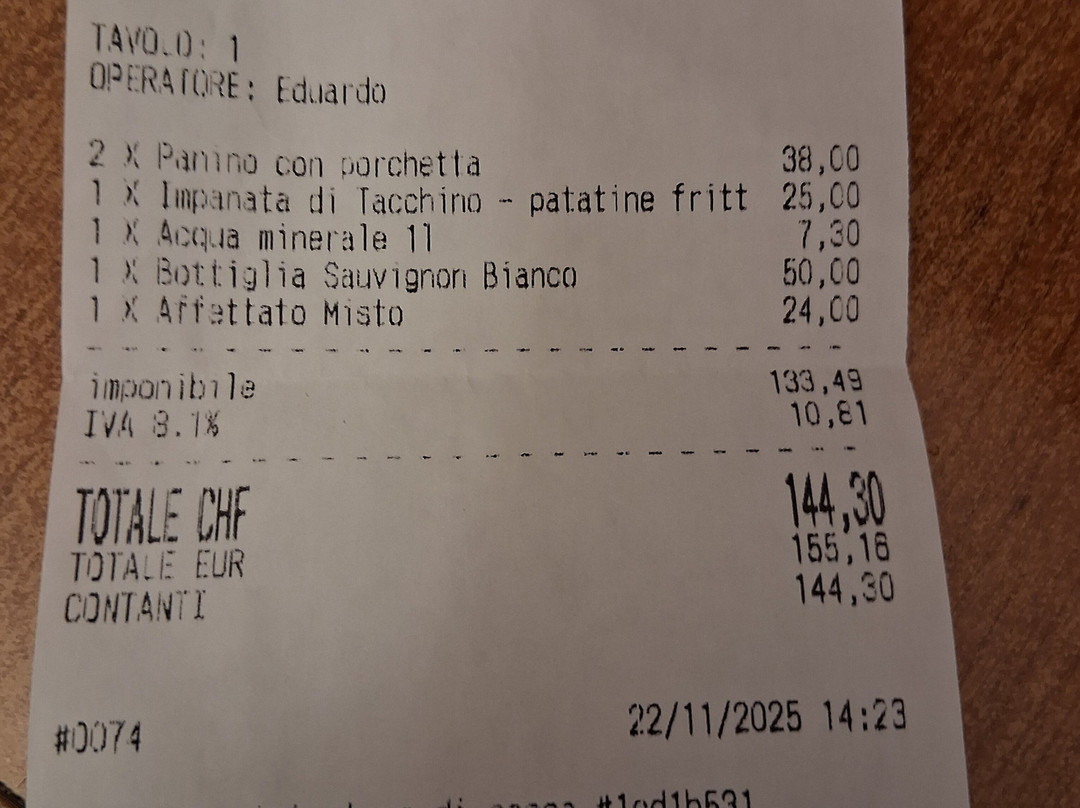 TAVOLO: 1
OPERATORE: Eduardo
2 X Panino con porchetta 38,00
1 X Impanata di Tacchino - patatine fritt 25,00
1 X Acqua minerale 1l 7,30
1 X Bottiglia Sauvignon Bianco 50,00
1 X Affettato Misto 24,00
imponibile 133,49
IVA 8.1% 10,81
TOTALE CHF 144,30
TOTALE EUR 155,16
CONTANTI 144,30
#0074 22/11/2025 14:23
di